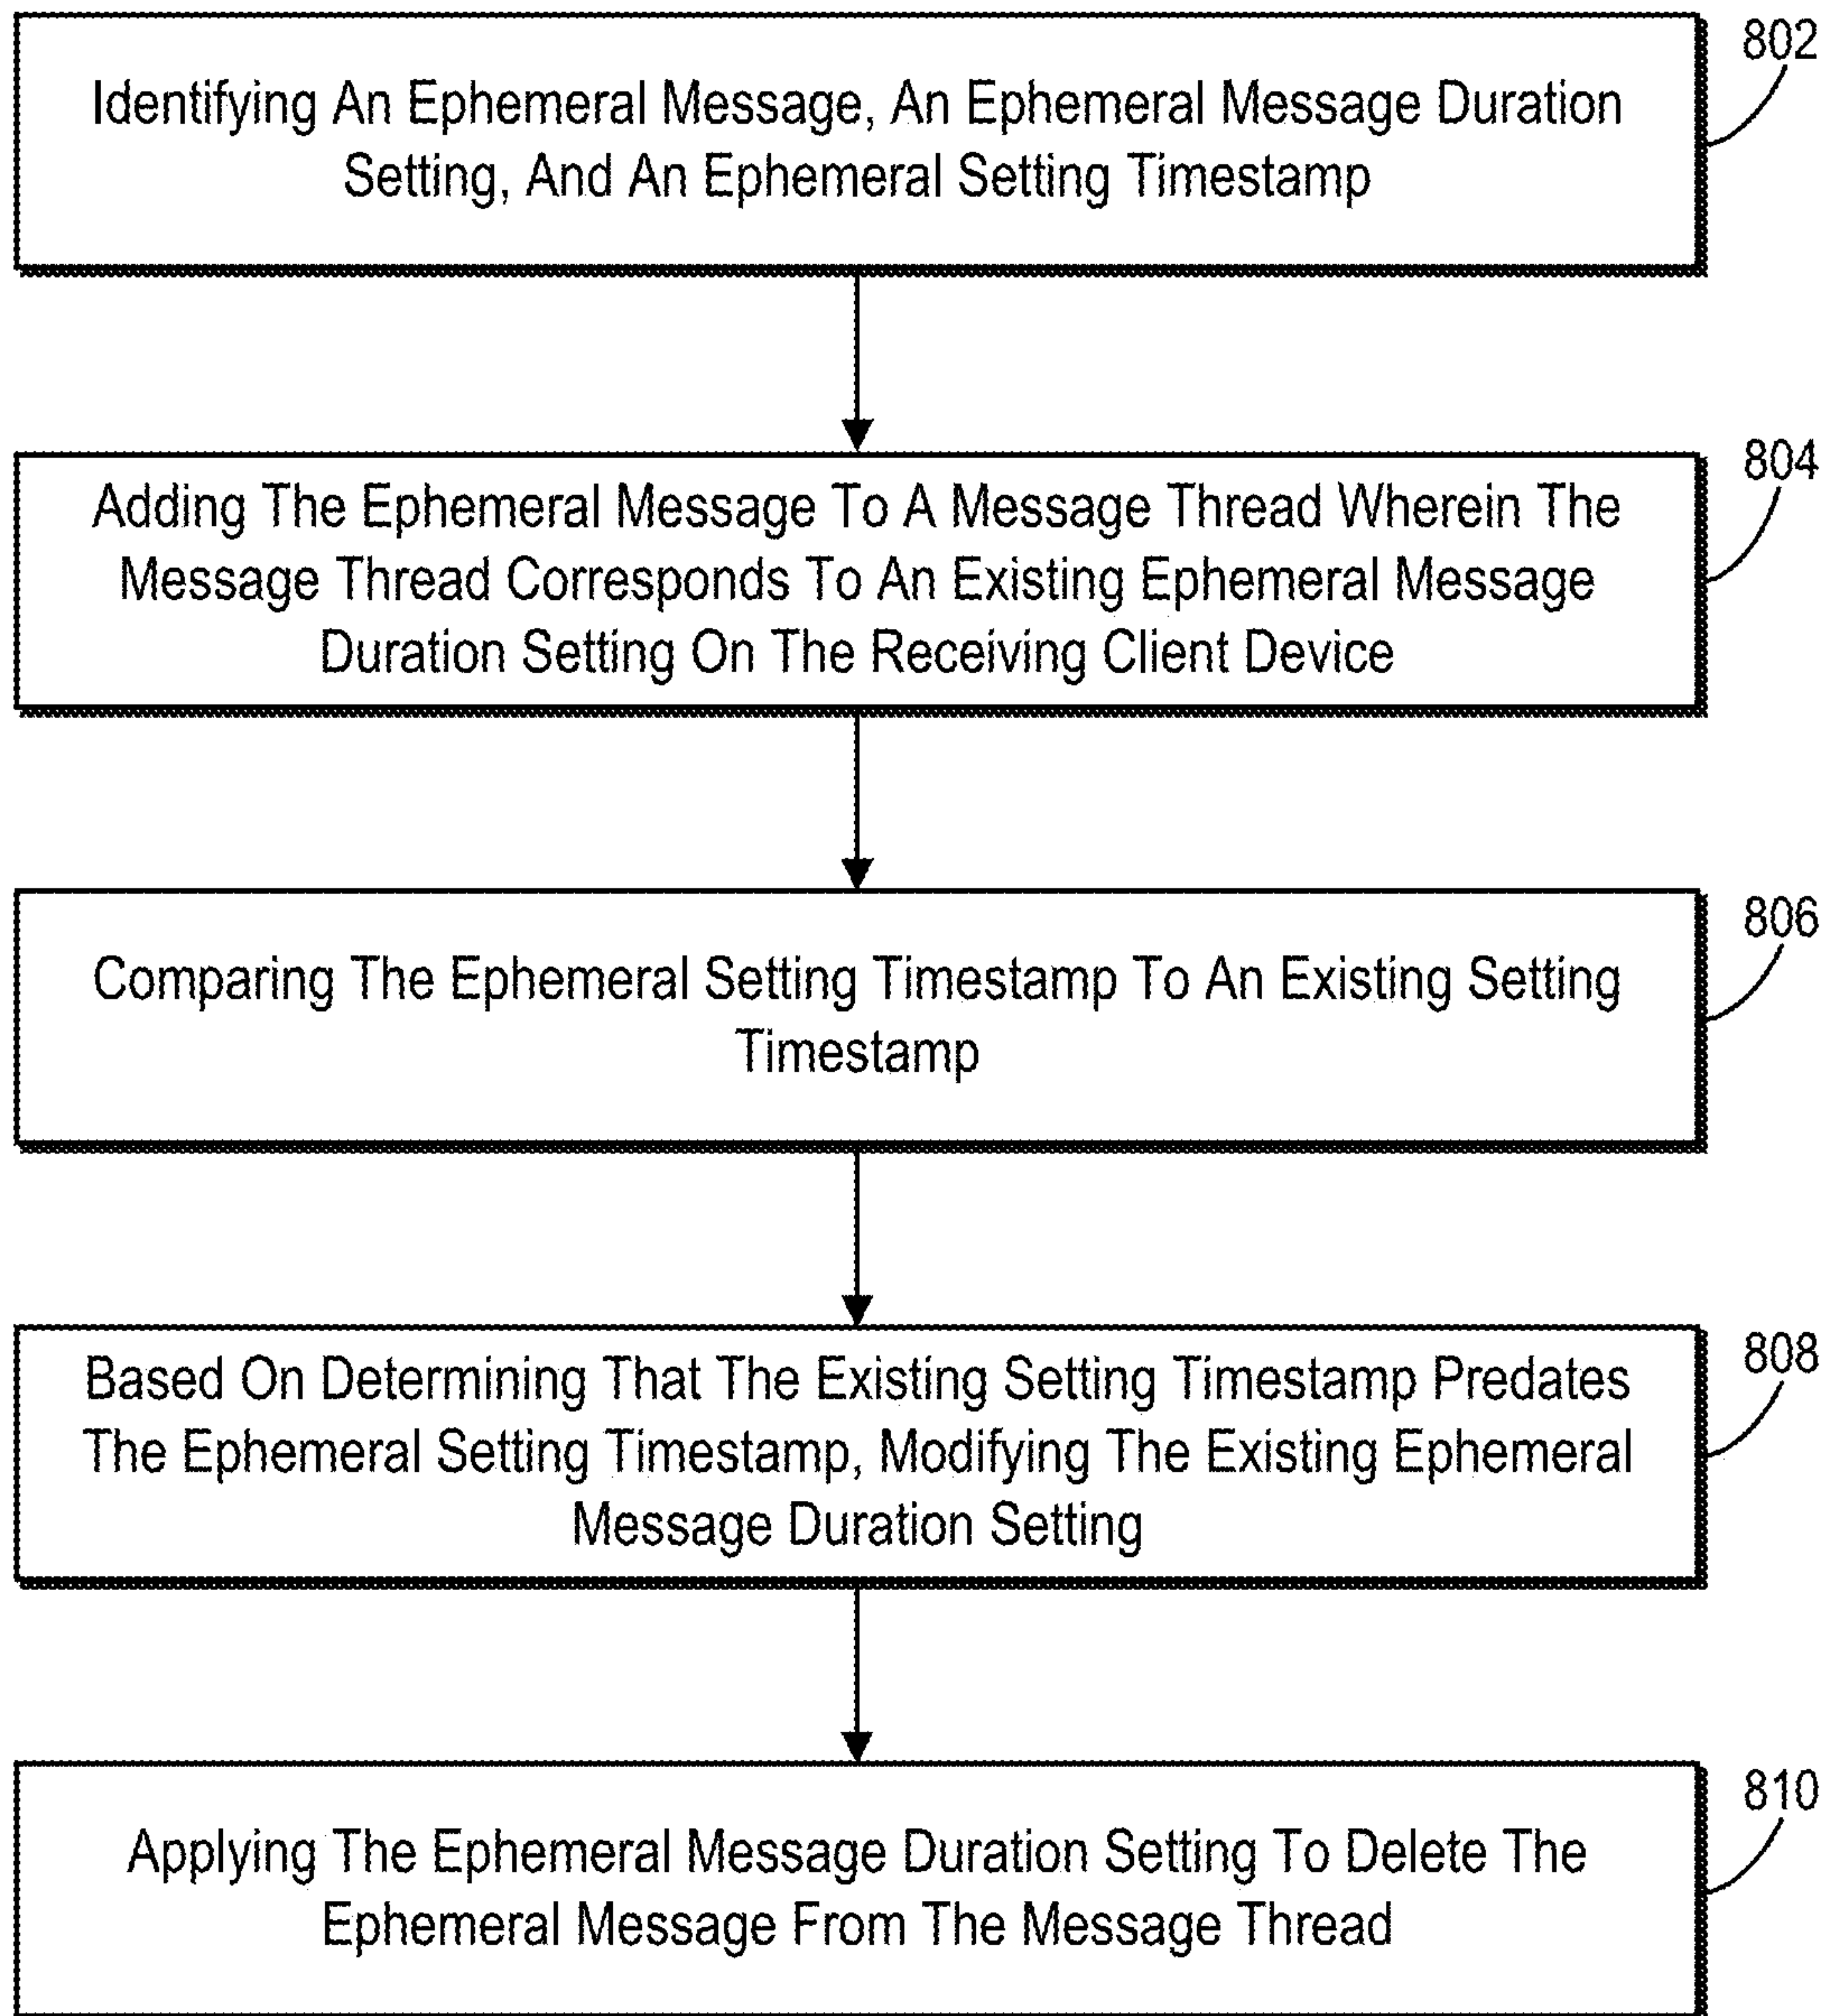 802
Identifying An Ephemeral Message, An Ephemeral Message Duration
Setting, And An Ephemeral Setting Timestamp
804
Adding The Ephemeral Message To A Message Thread Wherein The
Message Thread Corresponds To An Existing Ephemeral Message
Duration Setting On The Receiving Client Device
806
Comparing The Ephemeral Setting Timestamp To An Existing Setting
Timestamp
808
Based On Determining That The Existing Setting Timestamp Predates
The Ephemeral Setting Timestamp, Modifying The Existing Ephemeral
Message Duration Setting
810
Applying The Ephemeral Message Duration Setting To Delete The
Ephemeral Message From The Message Thread